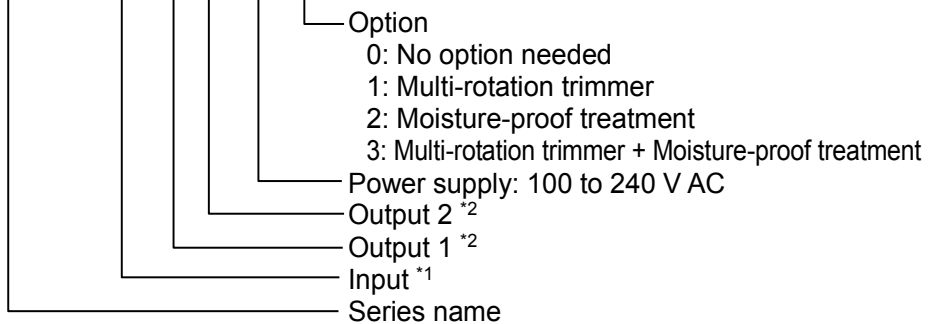 Option
0: No option needed
1: Multi-rotation trimmer
2: Moisture-proof treatment
3: Multi-rotation trimmer + Moisture-proof treatment
Power supply: 100 to 240 V AC
Output 2 *2
Output 1 *2
Input *1
Series name